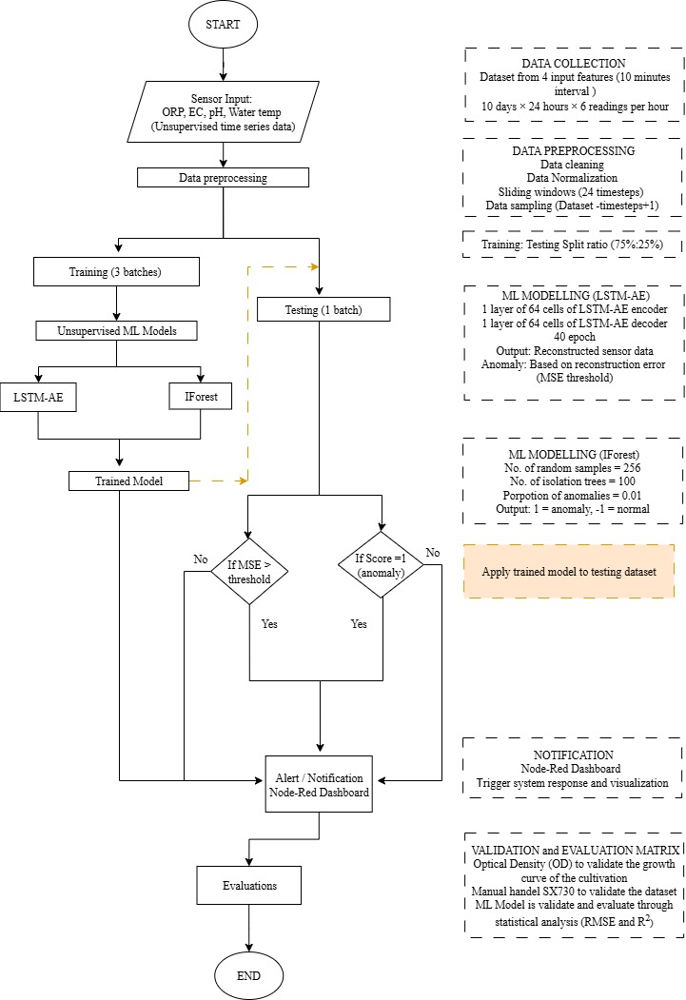 START
Sensor Input:
ORP, EC, pH, Water temp
(Unsupervised time series data)
Data preprocessing
Training (3 batches)
Testing (1 batch)
Unsupervised ML Models
LSTM-AE
IForest
Trained Model
No
If MSE >
threshold
Yes
If Score =1
(anomaly)
No
Yes
Alert / Notification
Node-Red Dashboard
Evaluations
END
DATA COLLECTION
Dataset from 4 input features (10 minutes
interval )
10 days × 24 hours × 6 readings per hour
DATA PREPROCESSING
Data cleaning
Data Normalization
Sliding windows (24 timesteps)
Data sampling (Dataset -timesteps+1)
Training: Testing Split ratio (75%:25%)
ML MODELLING (LSTM-AE)
1 layer of 64 cells of LSTM-AE encoder
1 layer of 64 cells of LSTM-AE decoder
40 epoch
Output: Reconstructed sensor data
Anomaly: Based on reconstruction error
(MSE threshold)
ML MODELLING (IForest)
No. of random samples = 256
No. of isolation trees = 100
Porpotion of anomalies = 0.01
Output: 1 = anomaly, -1 = normal
Apply trained model to testing dataset
NOTIFICATION
Node-Red Dashboard
Trigger system response and visualization
VALIDATION and EVALUATION MATRIX
Optical Density (OD) to validate the growth
curve of the cultivation
Manual handel SX730 to validate the dataset
ML Model is validate and evaluate through
statistical analysis (RMSE and R²)